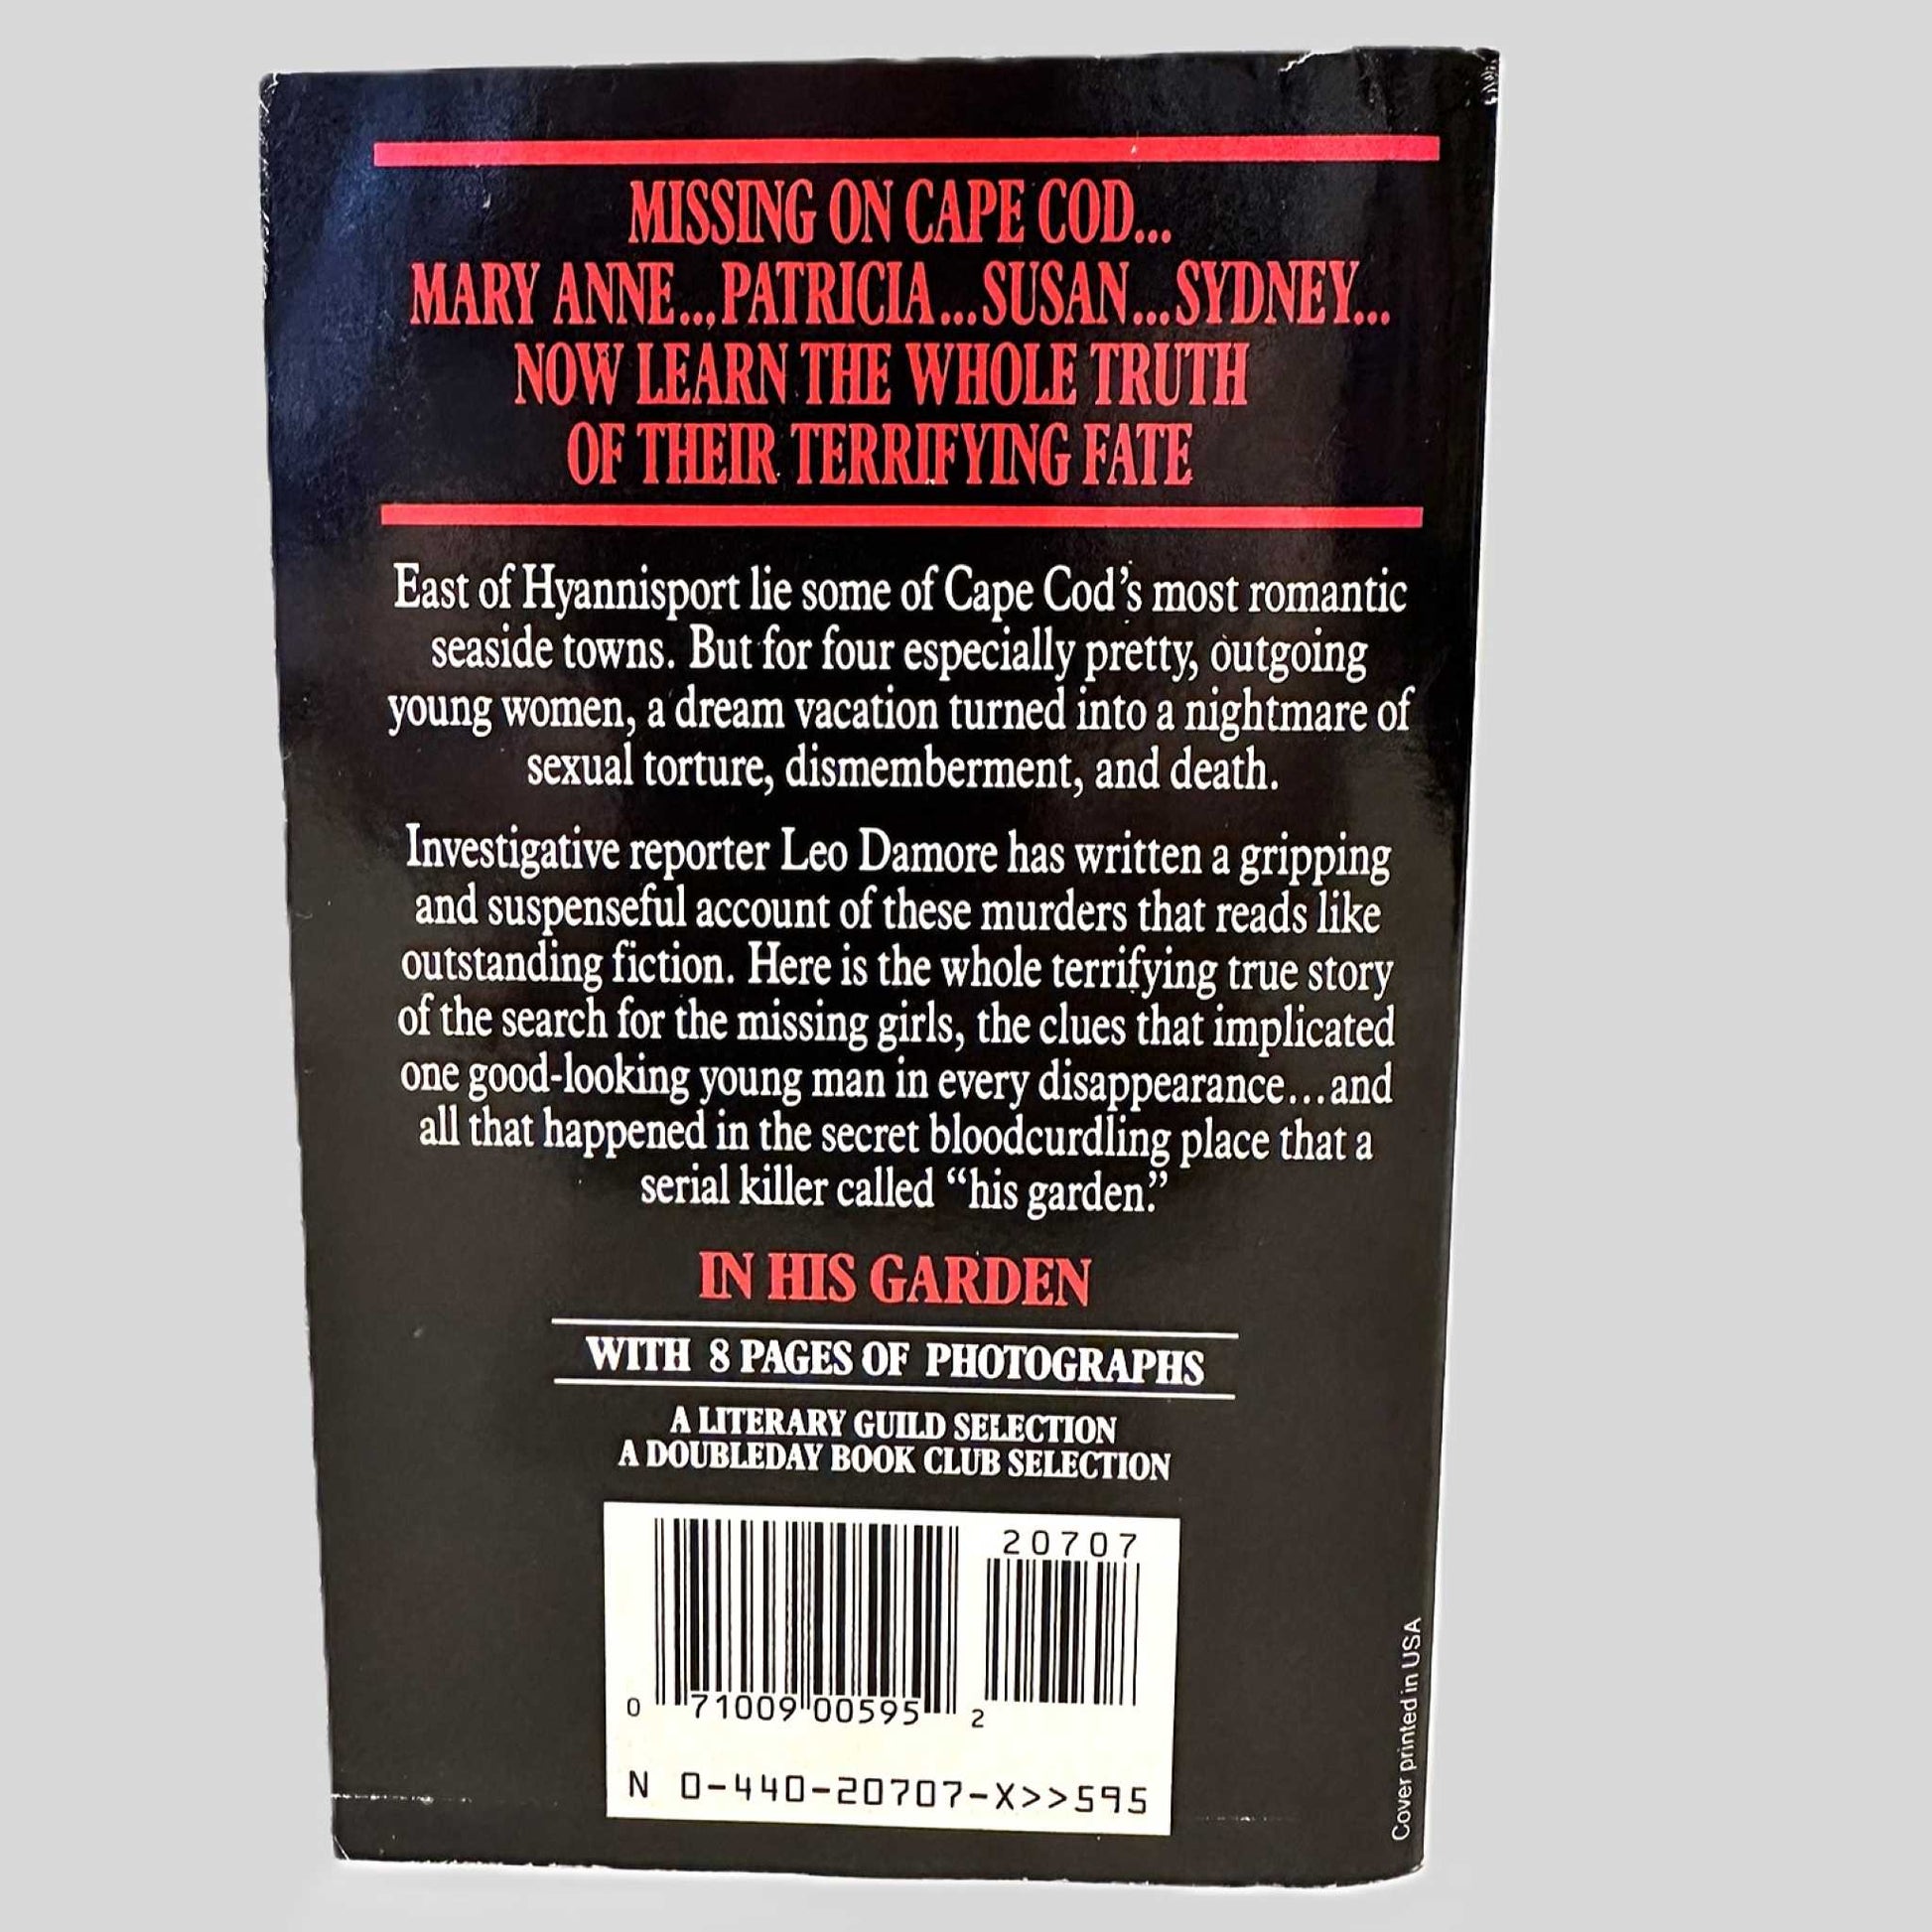 MISSING ON CAPE COD...
MARY ANNE...PATRICIA...SUSAN...SYDNEY...
NOW LEARN THE WHOLE TRUTH
OF THEIR TERRIFYING FATE
East of Hyannisport lie some of Cape Cod's most romantic
seaside towns. But for four especially pretty, outgoing
young women, a dream vacation turned into a nightmare of
sexual torture, dismemberment, and death.
Investigative reporter Leo Damore has written a gripping
and suspenseful account of these murders that reads like
outstanding fiction. Here is the whole terrifying true story
of the search for the missing girls, the clues that implicated
one good-looking young man in every disappearance...and
all that happened in the secret bloodcurdling place that a
serial killer called “his garden.”
IN HIS GARDEN
WITH 8 PAGES OF PHOTOGRAPHS
A LITERARY GUILD SELECTION
A DOUBLEDAY BOOK CLUB SELECTION
20707
0 71009 00595 2
N 0-440-20707-X>>595
Cover printed in USA